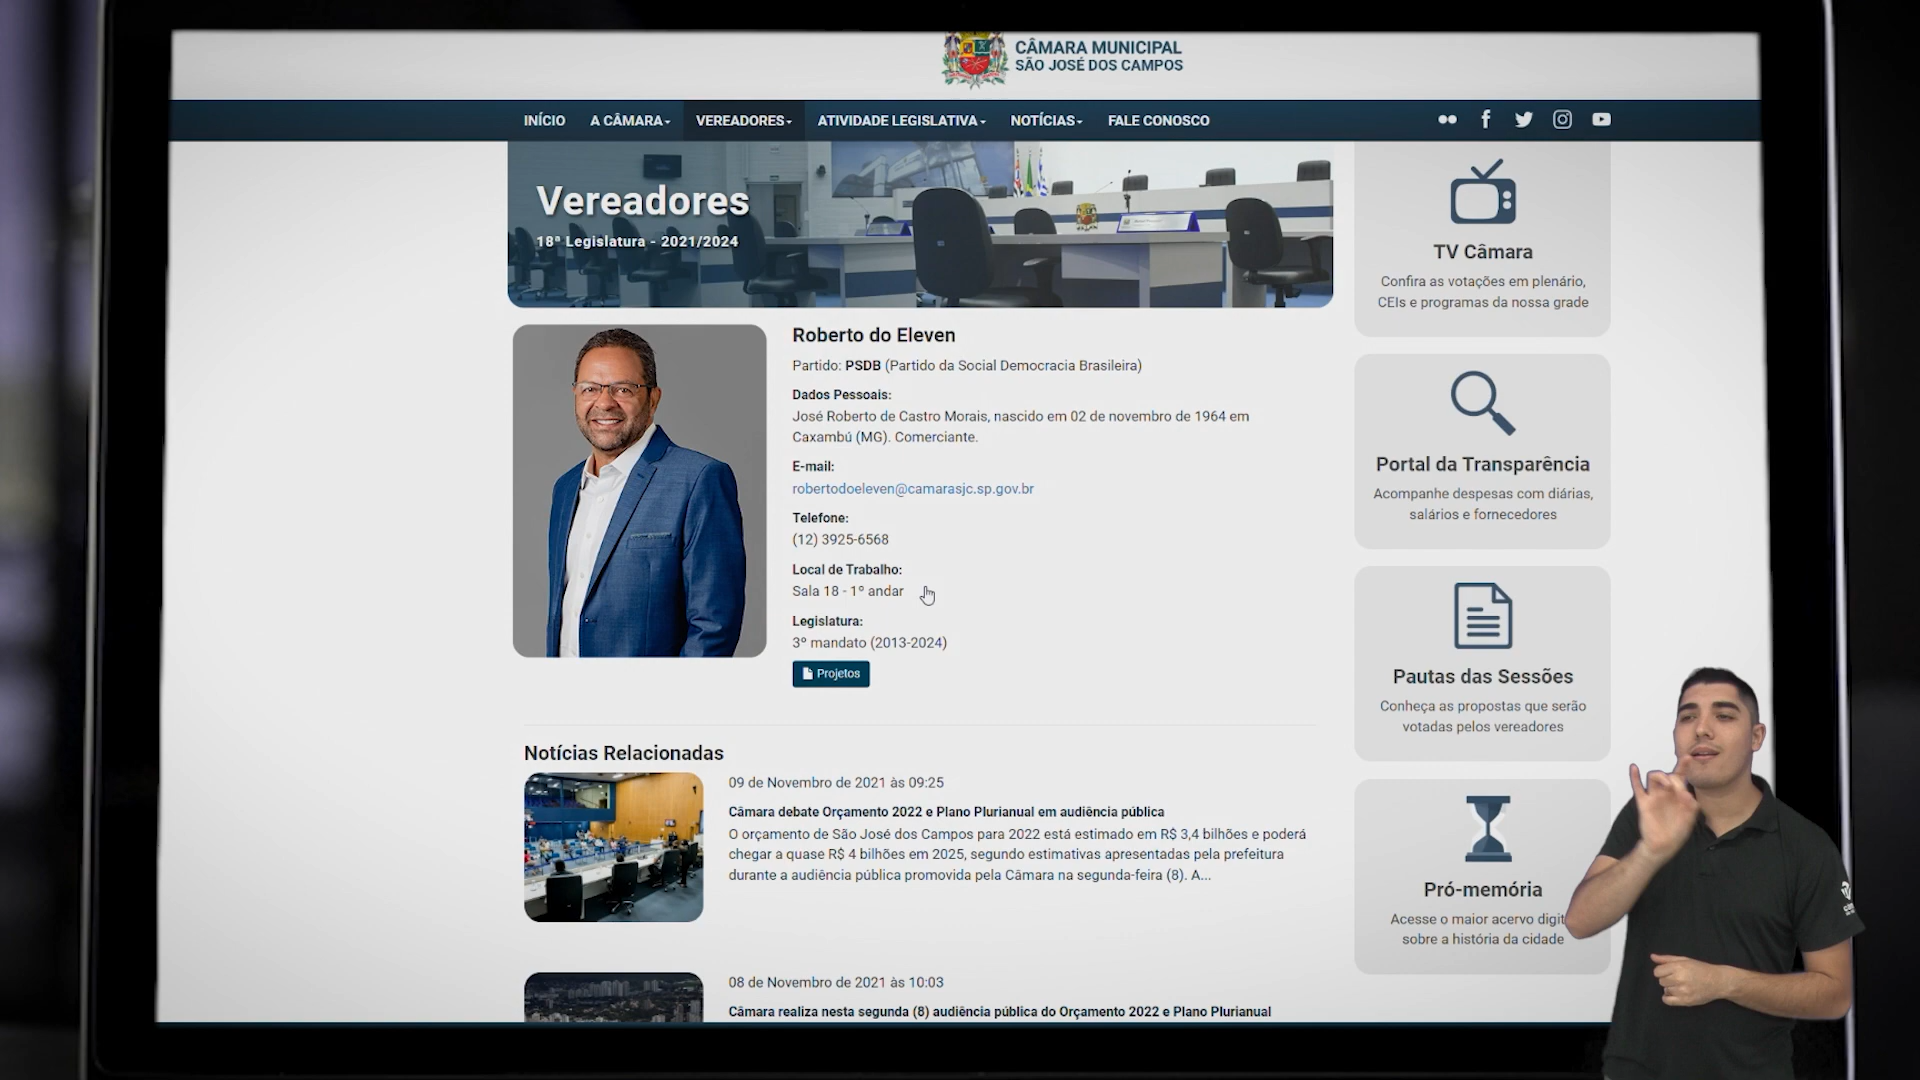 CÂMARA MUNICIPAL
SÃO JOSÉ DOS CAMPOS
INÍCIO A CÂMARA VEREADORES ATIVIDADE LEGISLATIVA NOTÍCIAS FALE CONOSCO
Vereadores
18ª Legislatura - 2021/2024
Roberto do Eleven
Partido: PSDB (Partido da Social Democracia Brasileira)
Dados Pessoais:
José Roberto de Castro Morais, nascido em 02 de novembro de 1964 em
Caxambú (MG). Comerciante.
E-mail:
robertodoeleven@camarasjc.sp.gov.br
Telefone:
(12) 3925-6568
Local de Trabalho:
Sala 18 - 1º andar
Legislatura:
3º mandato (2013-2024)
Projetos
Notícias Relacionadas
09 de Novembro de 2021 às 09:25
Câmara debate Orçamento 2022 e Plano Plurianual em audiência pública
O orçamento de São José dos Campos para 2022 está estimado em R$ 3,4 bilhões e poderá
chegar a quase R$ 4 bilhões em 2025, segundo estimativas apresentadas pela prefeitura
durante a audiência pública promovida pela Câmara na segunda-feira (8). A...
08 de Novembro de 2021 às 10:03
Câmara realiza nesta segunda (8) audiência pública do Orçamento 2022 e Plano Plurianual
TV Câmara
Confira as votações em plenário,
CEIs e programas da nossa grade
Portal da Transparência
Acompanhe despesas com diárias,
salários e fornecedores
Pautas das Sessões
Conheça as propostas que serão
votadas pelos vereadores
Pró-memória
Acesse o maior acervo digit
sobre a história da cidade